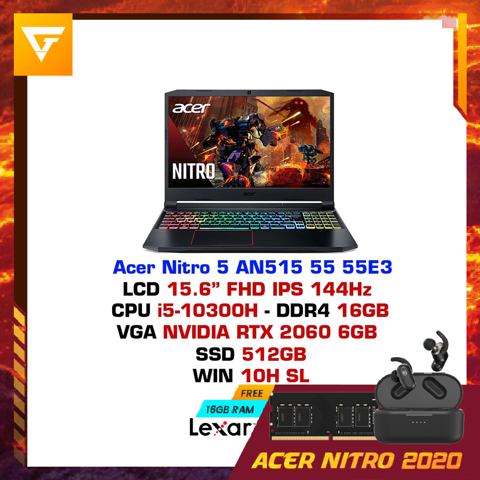 acer
NITRO
acer
Acer Nitro 5 AN515 55 55E3
LCD 15.6” FHD IPS 144Hz
CPU i5-10300H - DDR4 16GB
VGA NVIDIA RTX 2060 6GB
SSD 512GB
WIN 10H SL
FREE
16GB RAM
Lexar
ACER NITRO 2020